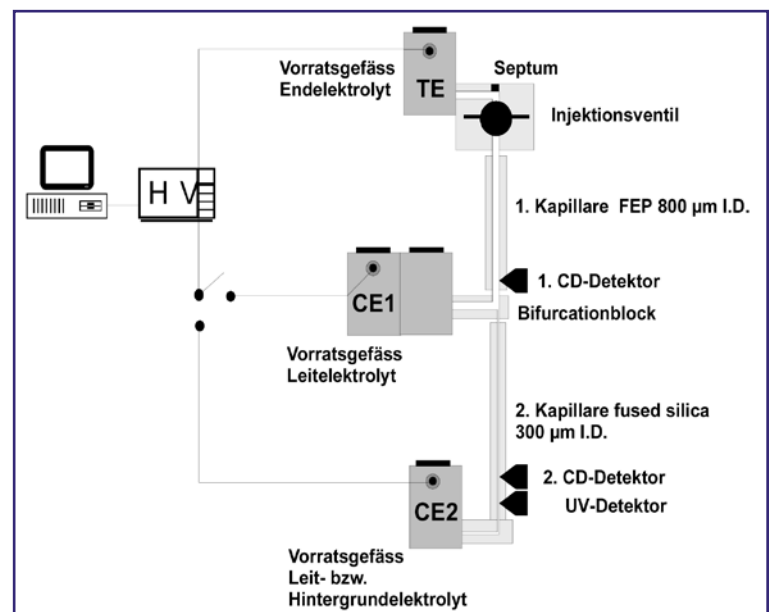 Vorratsgefäss
Endelektrolyt
TE
Septum
Injektionsventil
H V
1. Kapillare FEP 800 µm I.D.
1. CD-Detektor
CE1
Bifurcationblock
Vorratsgefäss
Leitelektrolyt
2. Kapillare fused silica
300 µm I.D.
2. CD-Detektor
CE2
UV-Detektor
Vorratsgefäss
Leit- bzw.
Hintergrundelektrolyt